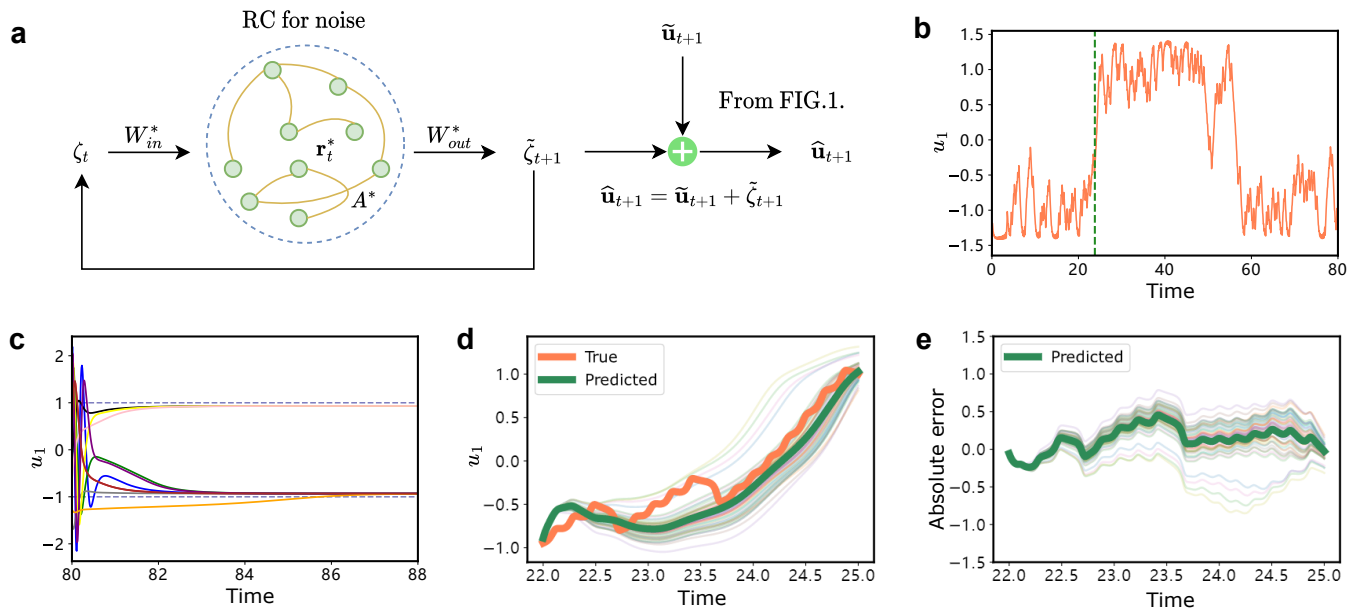 a
RC for noise
ζ_t
W*_in
r*_t
A*
W*_out
ζ̃_{t+1}
ũ_{t+1}
From FIG.1.
+
û_{t+1}
û_{t+1} = ũ_{t+1} + ζ̃_{t+1}
b
1.5
1.0
0.5
0.0
−0.5
−1.0
−1.5
u₁
0 20 40 60 80
Time
c
2
1
0
−1
−2
u₁
80 82 84 86 88
Time
d
True
Predicted
1.0
0.5
0.0
−0.5
−1.0
u₁
22.0 22.5 23.0 23.5 24.0 24.5 25.0
Time
e
Predicted
1.5
1.0
0.5
0.0
−0.5
−1.0
−1.5
Absolute error
22.0 22.5 23.0 23.5 24.0 24.5 25.0
Time